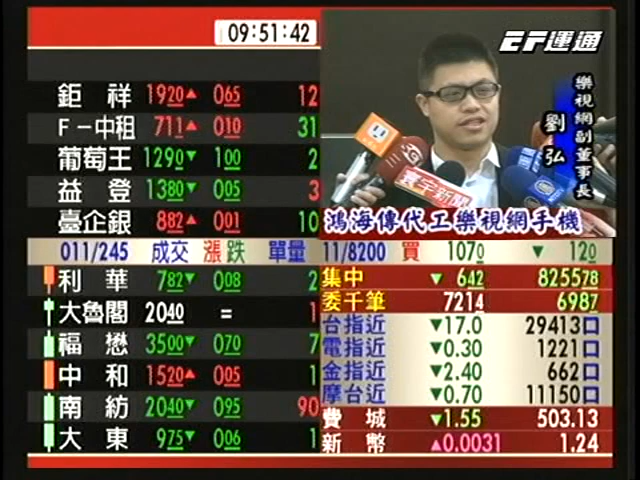 09:51:42
EF運通
鉅祥 1920▲ 065 12
F－中租 711▲ 010 31
葡萄王 1290▼ 100 2
益登 1380▼ 005 3
臺企銀 882▲ 001 10
樂視網副董事長
劉弘
寰宇新聞
鴻海傳代工樂視網手機
011/245 成交 漲跌 單量 11/8200 買 1070 ▼ 120
利華 782▼ 008 2
大魯閣 2040 = 1
福懋 3500▼ 070 7
中和 1520▲ 005 1
南紡 2040▼ 095 90
大東 975▼ 006 1
集中 ▼ 642 825578
委千筆 7214 6987
台指近 ▼17.0 29413口
電指近 ▼0.30 1221口
金指近 ▼2.40 662口
摩台近 ▼0.70 11150口
費城 ▼1.55 503.13
新幣 ▲0.0031 1.24